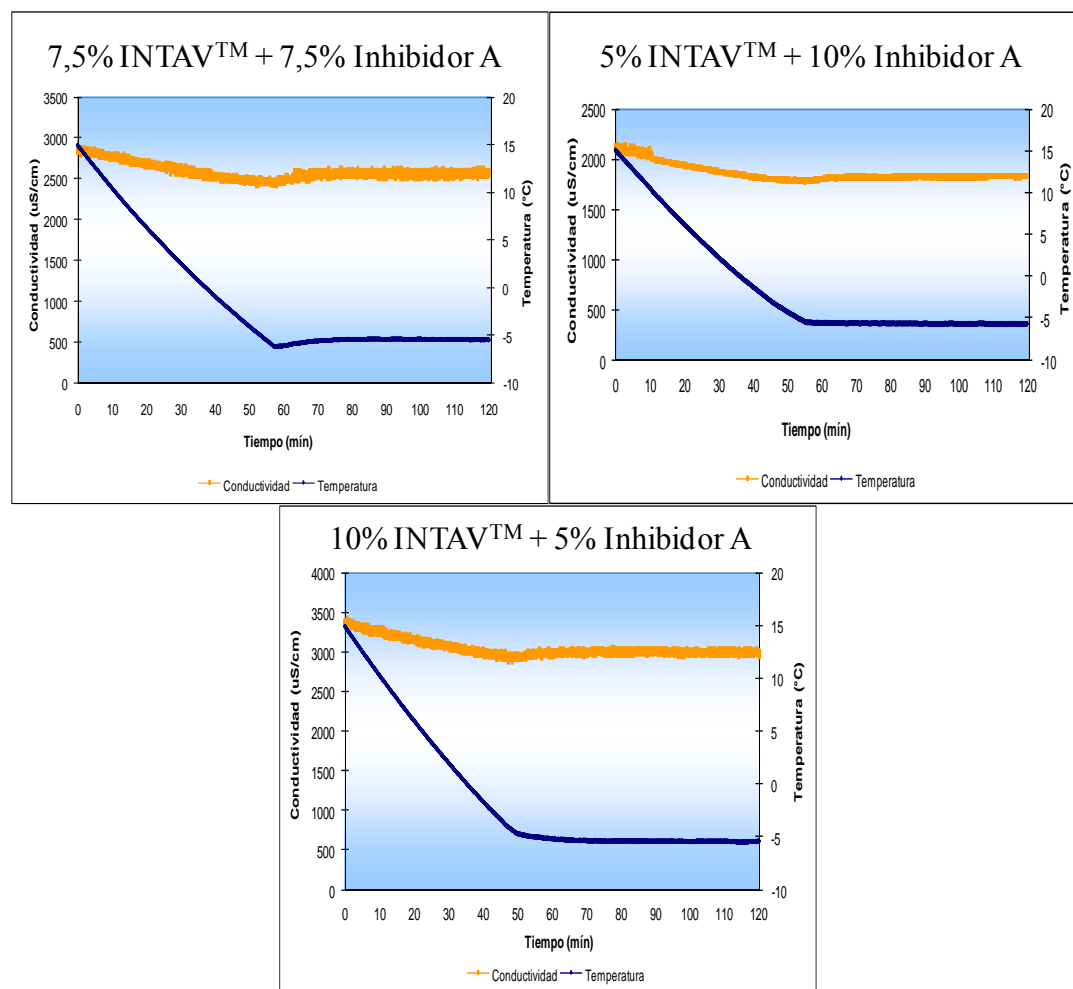 7,5% INTAV™ + 7,5% Inhibidor A
3500
3000
2500
2000
1500
1000
500
0
Conductividad (uS/cm)
20
15
10
5
0
-5
-10
Temperatura (°C)
0 10 20 30 40 50 60 70 80 90 100 110 120
Tiempo (mín)
Conductividad Temperatura
5% INTAV™ + 10% Inhibidor A
2500
2000
1500
1000
500
0
Conductividad (uS/cm)
20
15
10
5
0
-5
-10
Temperatura (°C)
0 10 20 30 40 50 60 70 80 90 100 110 120
Tiempo (mín)
Conductividad Temperatura
10% INTAV™ + 5% Inhibidor A
4000
3500
3000
2500
2000
1500
1000
500
0
Conductividad (uS/cm)
20
15
10
5
0
-5
-10
Temperatura (°C)
0 10 20 30 40 50 60 70 80 90 100 110 120
Tiempo (mín)
Conductividad Temperatura